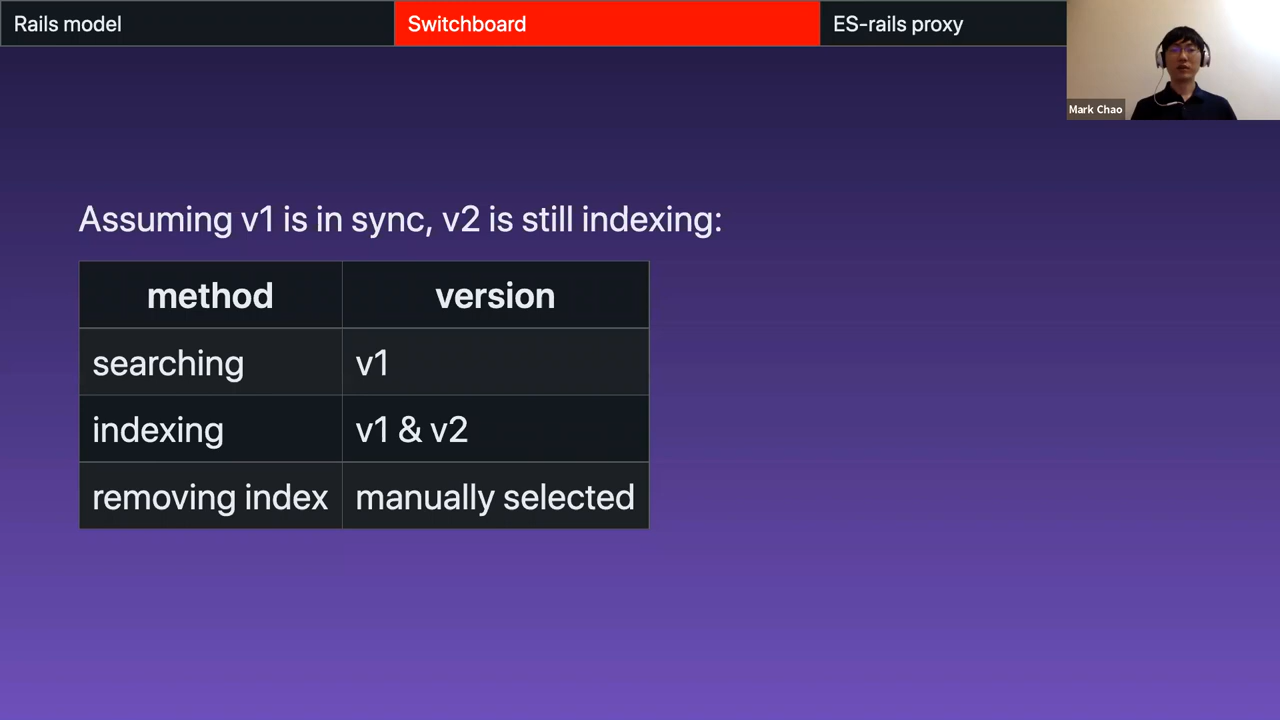 Rails model
Switchboard
ES-rails proxy
Mark Chao
Assuming v1 is in sync, v2 is still indexing:
method version
searching v1
indexing v1 & v2
removing index manually selected